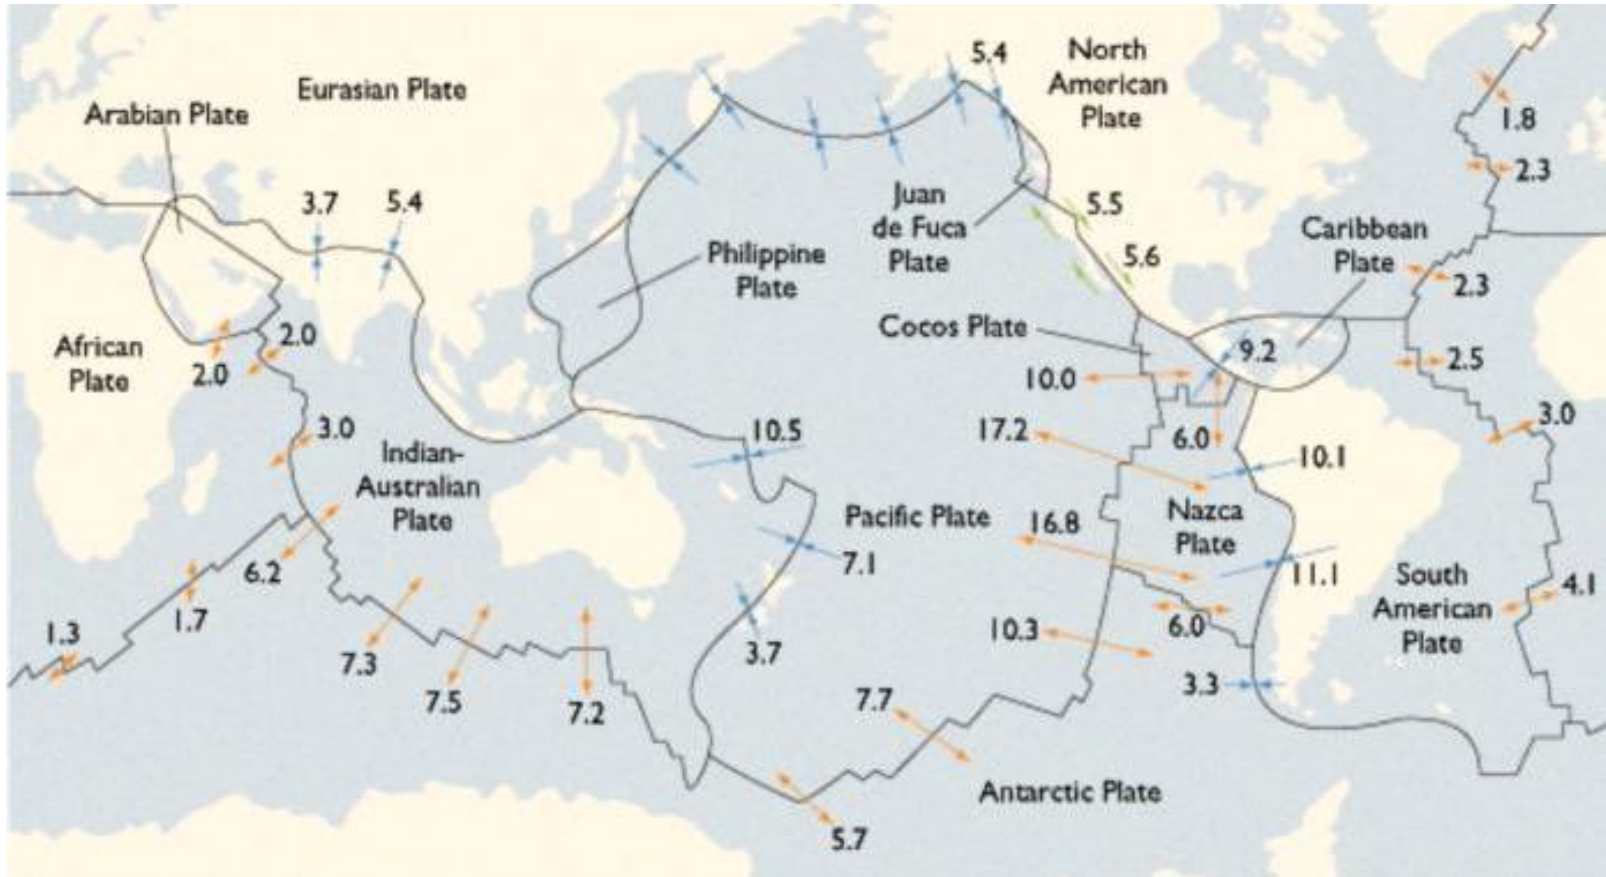 North
American
Plate
5.4
Eurasian Plate
Arabian Plate
1.8
2.3
3.7
5.4
Juan
de Fuca
Plate
5.5
Caribbean
Plate
Philippine
Plate
5.6
2.3
Cocos Plate
African
Plate
2.0
2.0
9.2
2.5
10.0
3.0
3.0
10.5
17.2
6.0
10.1
Indian-
Australian
Plate
Pacific Plate
16.8
Nazca
Plate
7.1
11.1
6.2
South
American
Plate
4.1
1.3
1.7
10.3
6.0
7.3
3.7
3.3
7.5
7.2
7.7
Antarctic Plate
5.7